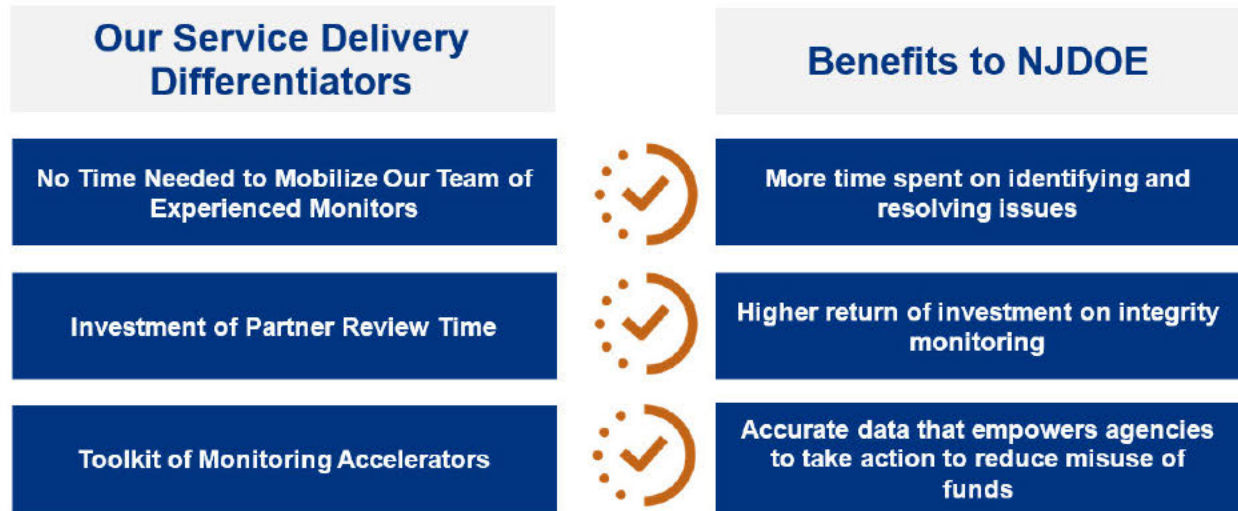 Our Service Delivery
Differentiators
Benefits to NJDOE
No Time Needed to Mobilize Our Team of
Experienced Monitors
More time spent on identifying and
resolving issues
Investment of Partner Review Time
Higher return of investment on integrity
monitoring
Toolkit of Monitoring Accelerators
Accurate data that empowers agencies
to take action to reduce misuse of
funds